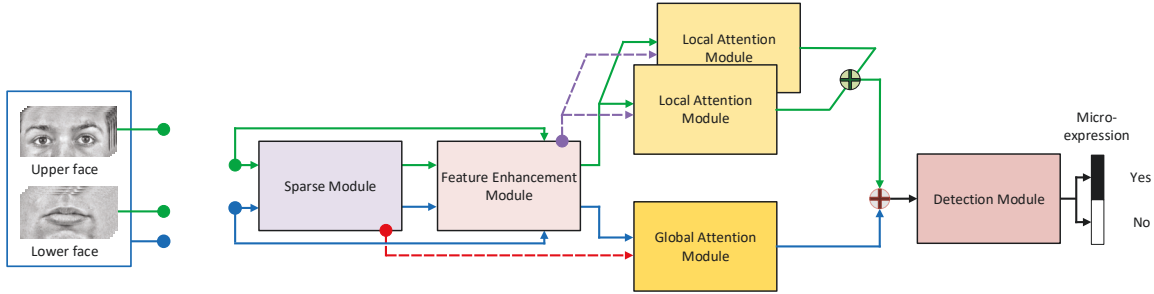 Upper face
Lower face
Sparse Module
Feature Enhancement
Module
Local Attention
Module
Local Attention
Module
Global Attention
Module
Detection Module
Micro-
expression
Yes
No